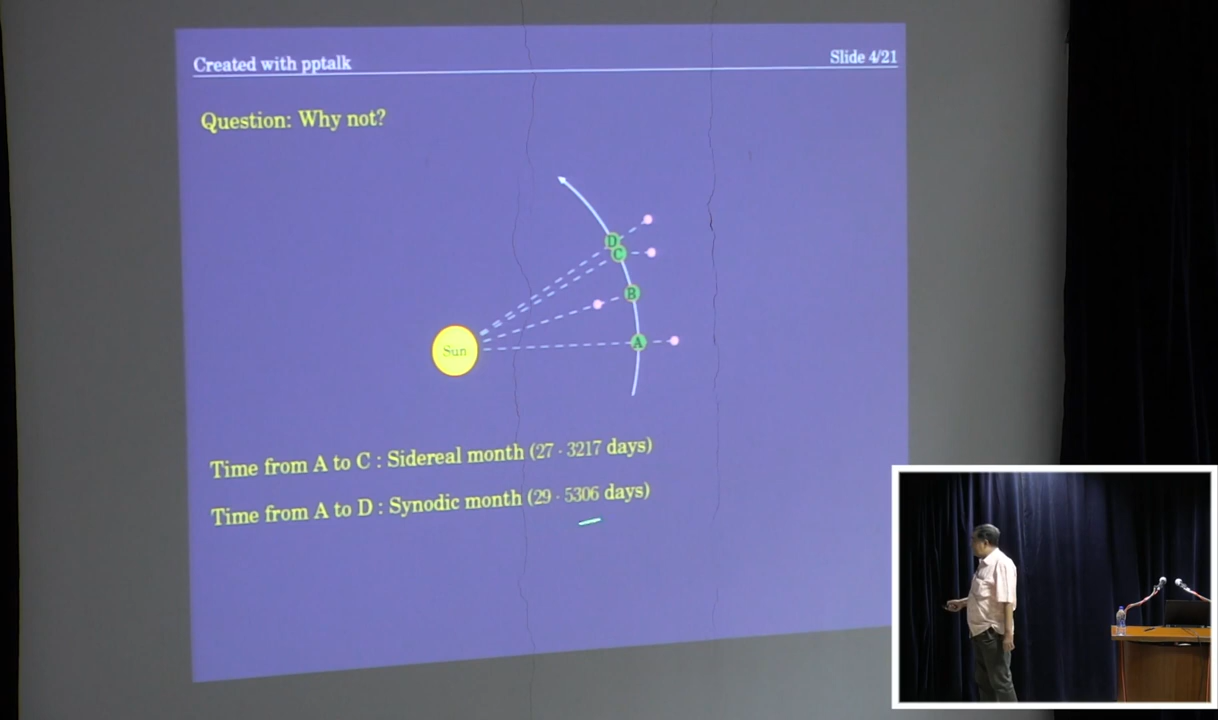 Created with pptalk
Slide 4/21
Question: Why not?
D
C
B
Sun
A
Time from A to C : Sidereal month (27 · 3217 days)
Time from A to D : Synodic month (29 · 5306 days)